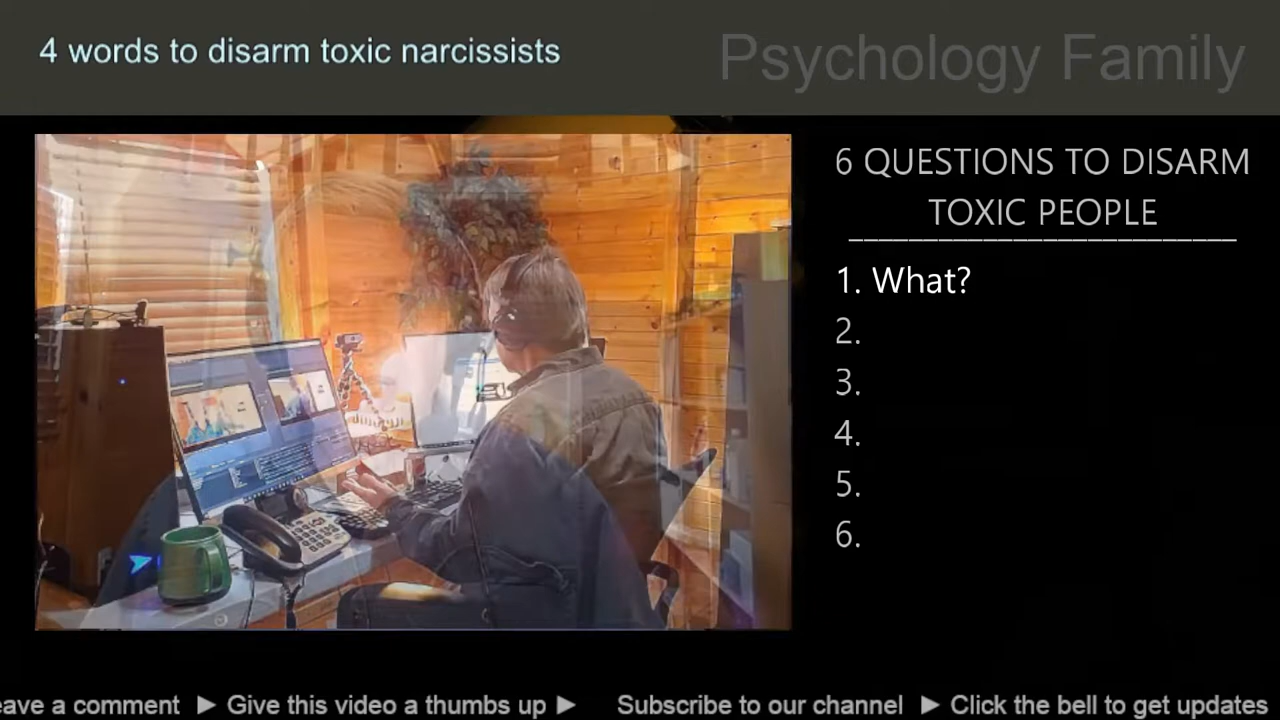 4 words to disarm toxic narcissists
Psychology Family
6 QUESTIONS TO DISARM
TOXIC PEOPLE
1. What?
2.
3.
4.
5.
6.
eave a comment ► Give this video a thumbs up ► Subscribe to our channel ► Click the bell to get updates